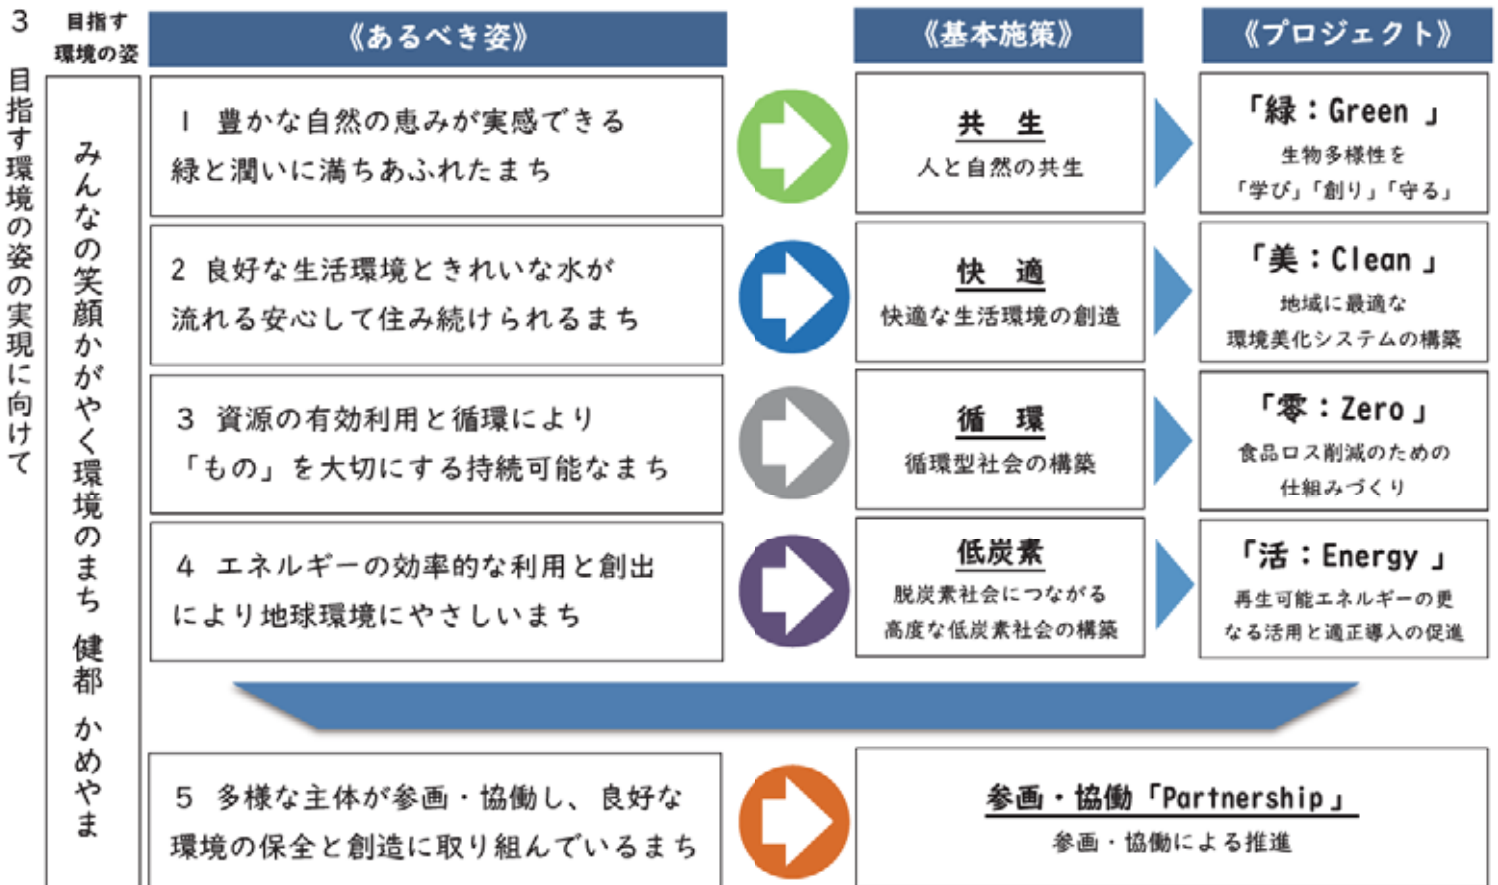 3 目指す環境の姿の実現に向けて
目指す
環境の姿
みんなの笑顔かがやく環境のまち 健都 かめやま
《あるべき姿》
《基本施策》
《プロジェクト》
1 豊かな自然の恵みが実感できる
緑と潤いに満ちあふれたまち
共 生
人と自然の共生
「緑：Green 」
生物多様性を
「学び」「創り」「守る」
2 良好な生活環境ときれいな水が
流れる安心して住み続けられるまち
快 適
快適な生活環境の創造
「美：Clean 」
地域に最適な
環境美化システムの構築
3 資源の有効利用と循環により
「もの」を大切にする持続可能なまち
循 環
循環型社会の構築
「零：Zero 」
食品ロス削減のための
仕組みづくり
4 エネルギーの効率的な利用と創出
により地球環境にやさしいまち
低炭素
脱炭素社会につながる
高度な低炭素社会の構築
「活：Energy 」
再生可能エネルギーの更
なる活用と適正導入の促進
5 多様な主体が参画・協働し、良好な
環境の保全と創造に取り組んでいるまち
参画・協働「Partnership 」
参画・協働による推進